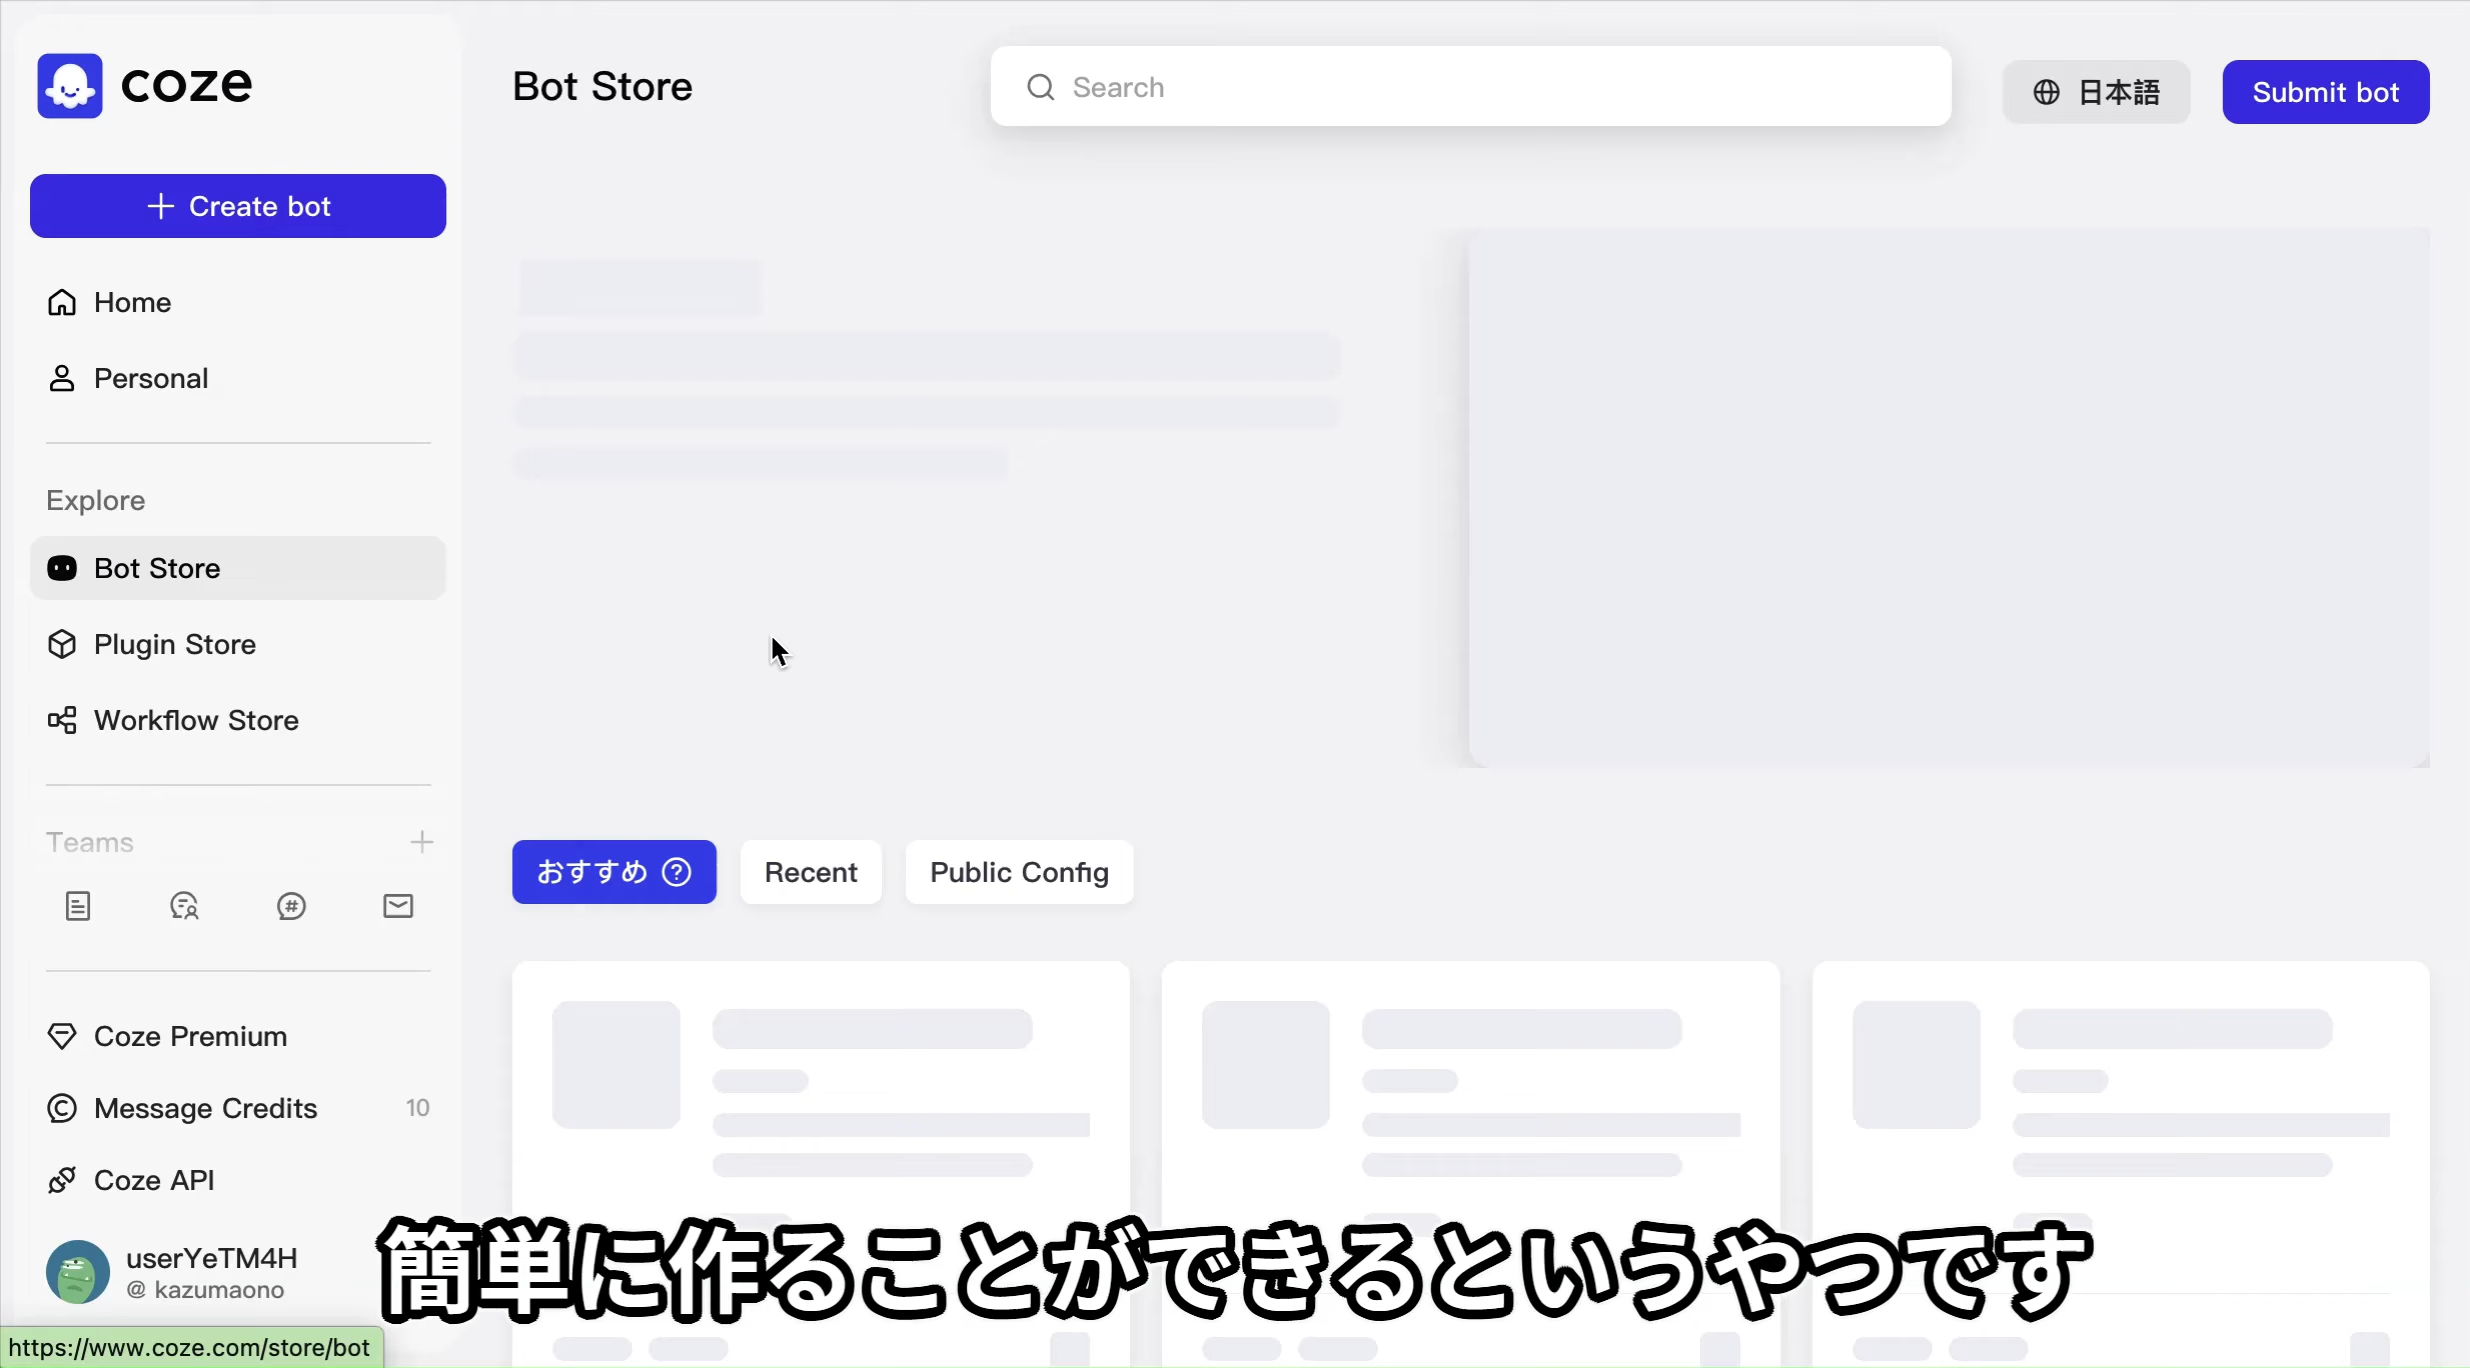 coze
Create bot
Home
Personal
Explore
Bot Store
Plugin Store
Workflow Store
Teams
Coze Premium
Message Credits 10
Coze API
userYeTM4H
@ kazumaono
https://www.coze.com/store/bot
Bot Store
Search
日本語
Submit bot
おすすめ
Recent
Public Config
簡単に作ることができるというやつです